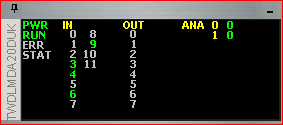 TWDLMDA20DUK
PWR IN OUT ANA 0 0
RUN 0 8 0 1 0
ERR 1 9 1
STAT 2 10 2
3 11 3
4 4
5 5
6 6
7 7